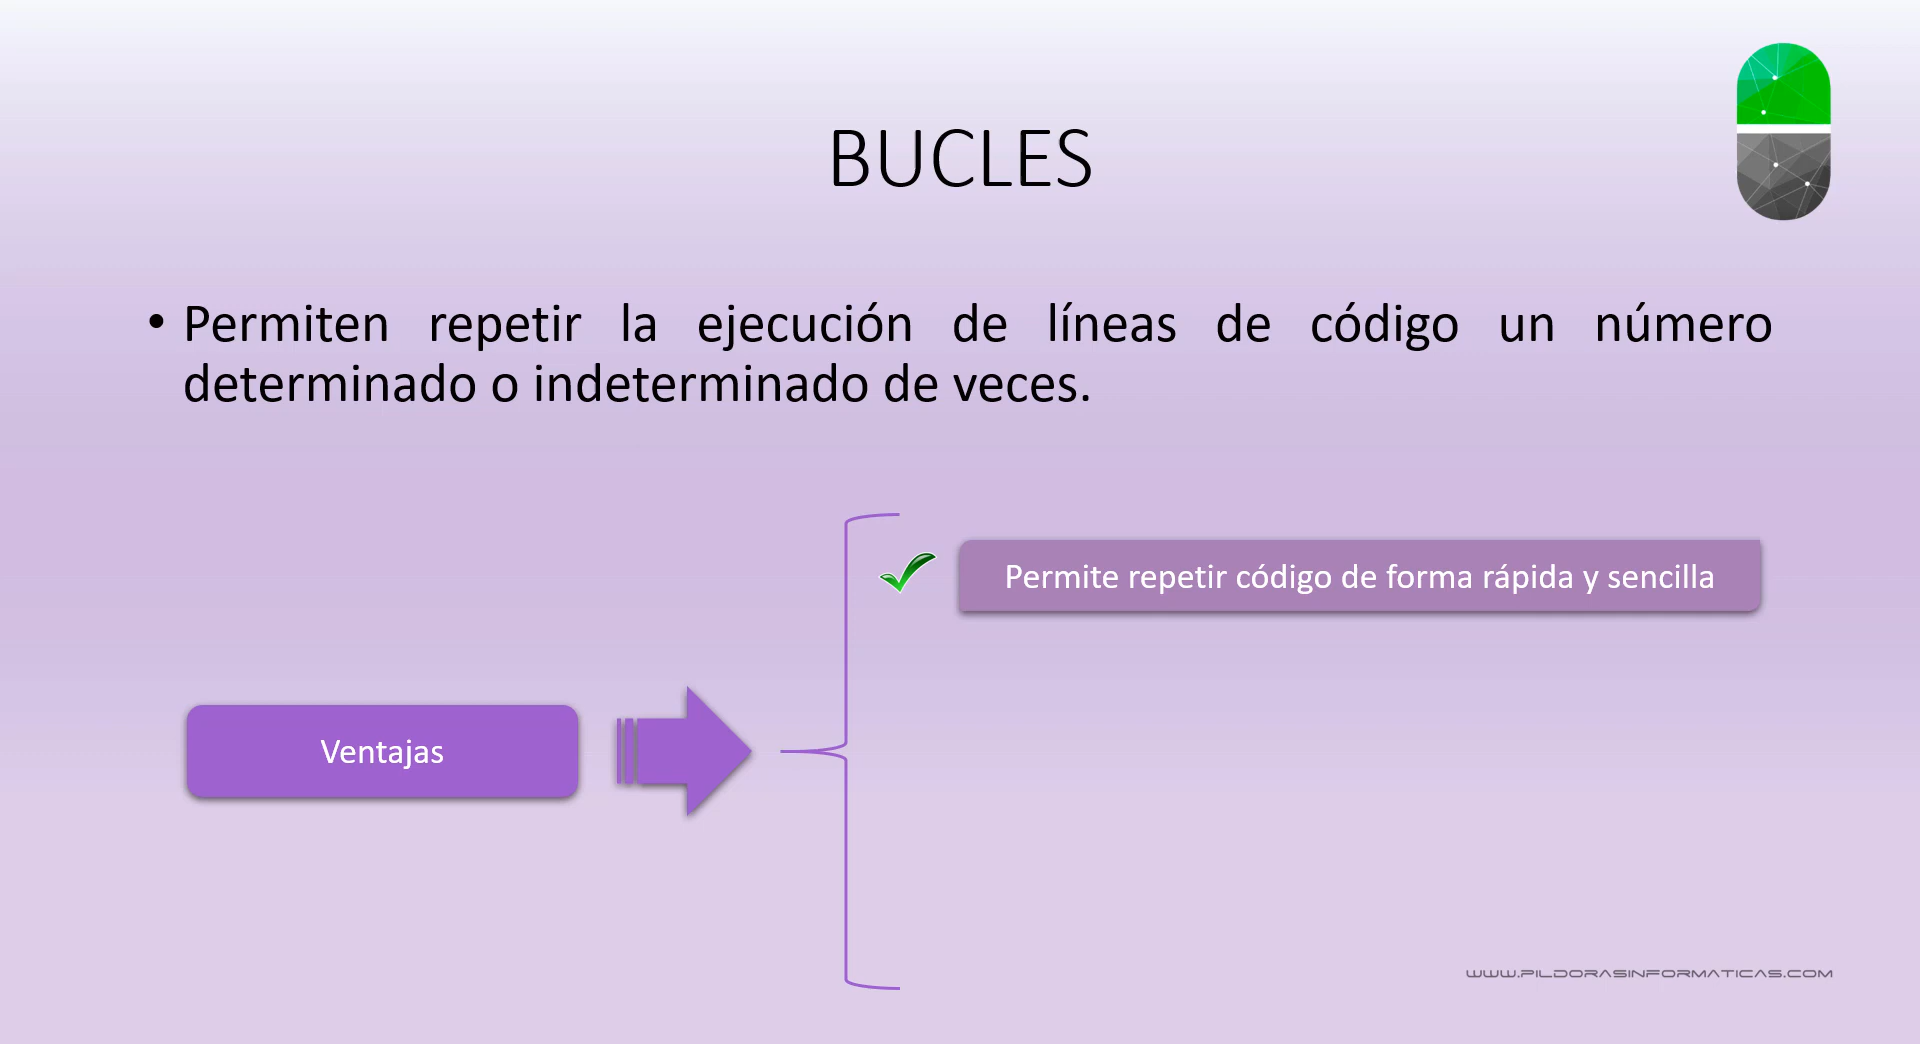 BUCLES
• Permiten repetir la ejecución de líneas de código un número
determinado o indeterminado de veces.
Permite repetir código de forma rápida y sencilla
Ventajas
WWW.PILDORASINFORMATICAS.COM